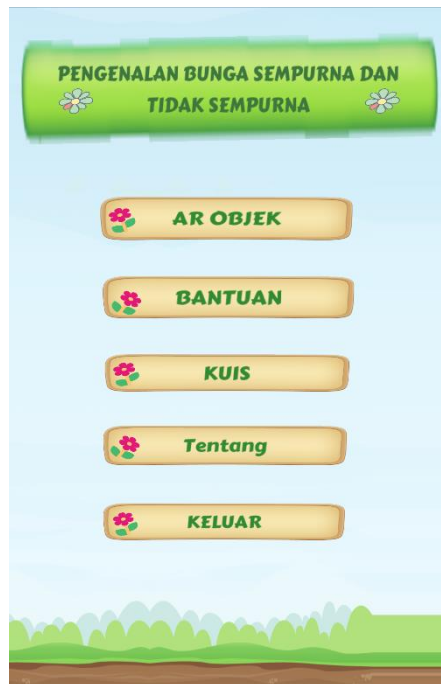 PENGENALAN BUNGA SEMPURNA DAN
TIDAK SEMPURNA
AR OBJEK
BANTUAN
KUIS
Tentang
KELUAR